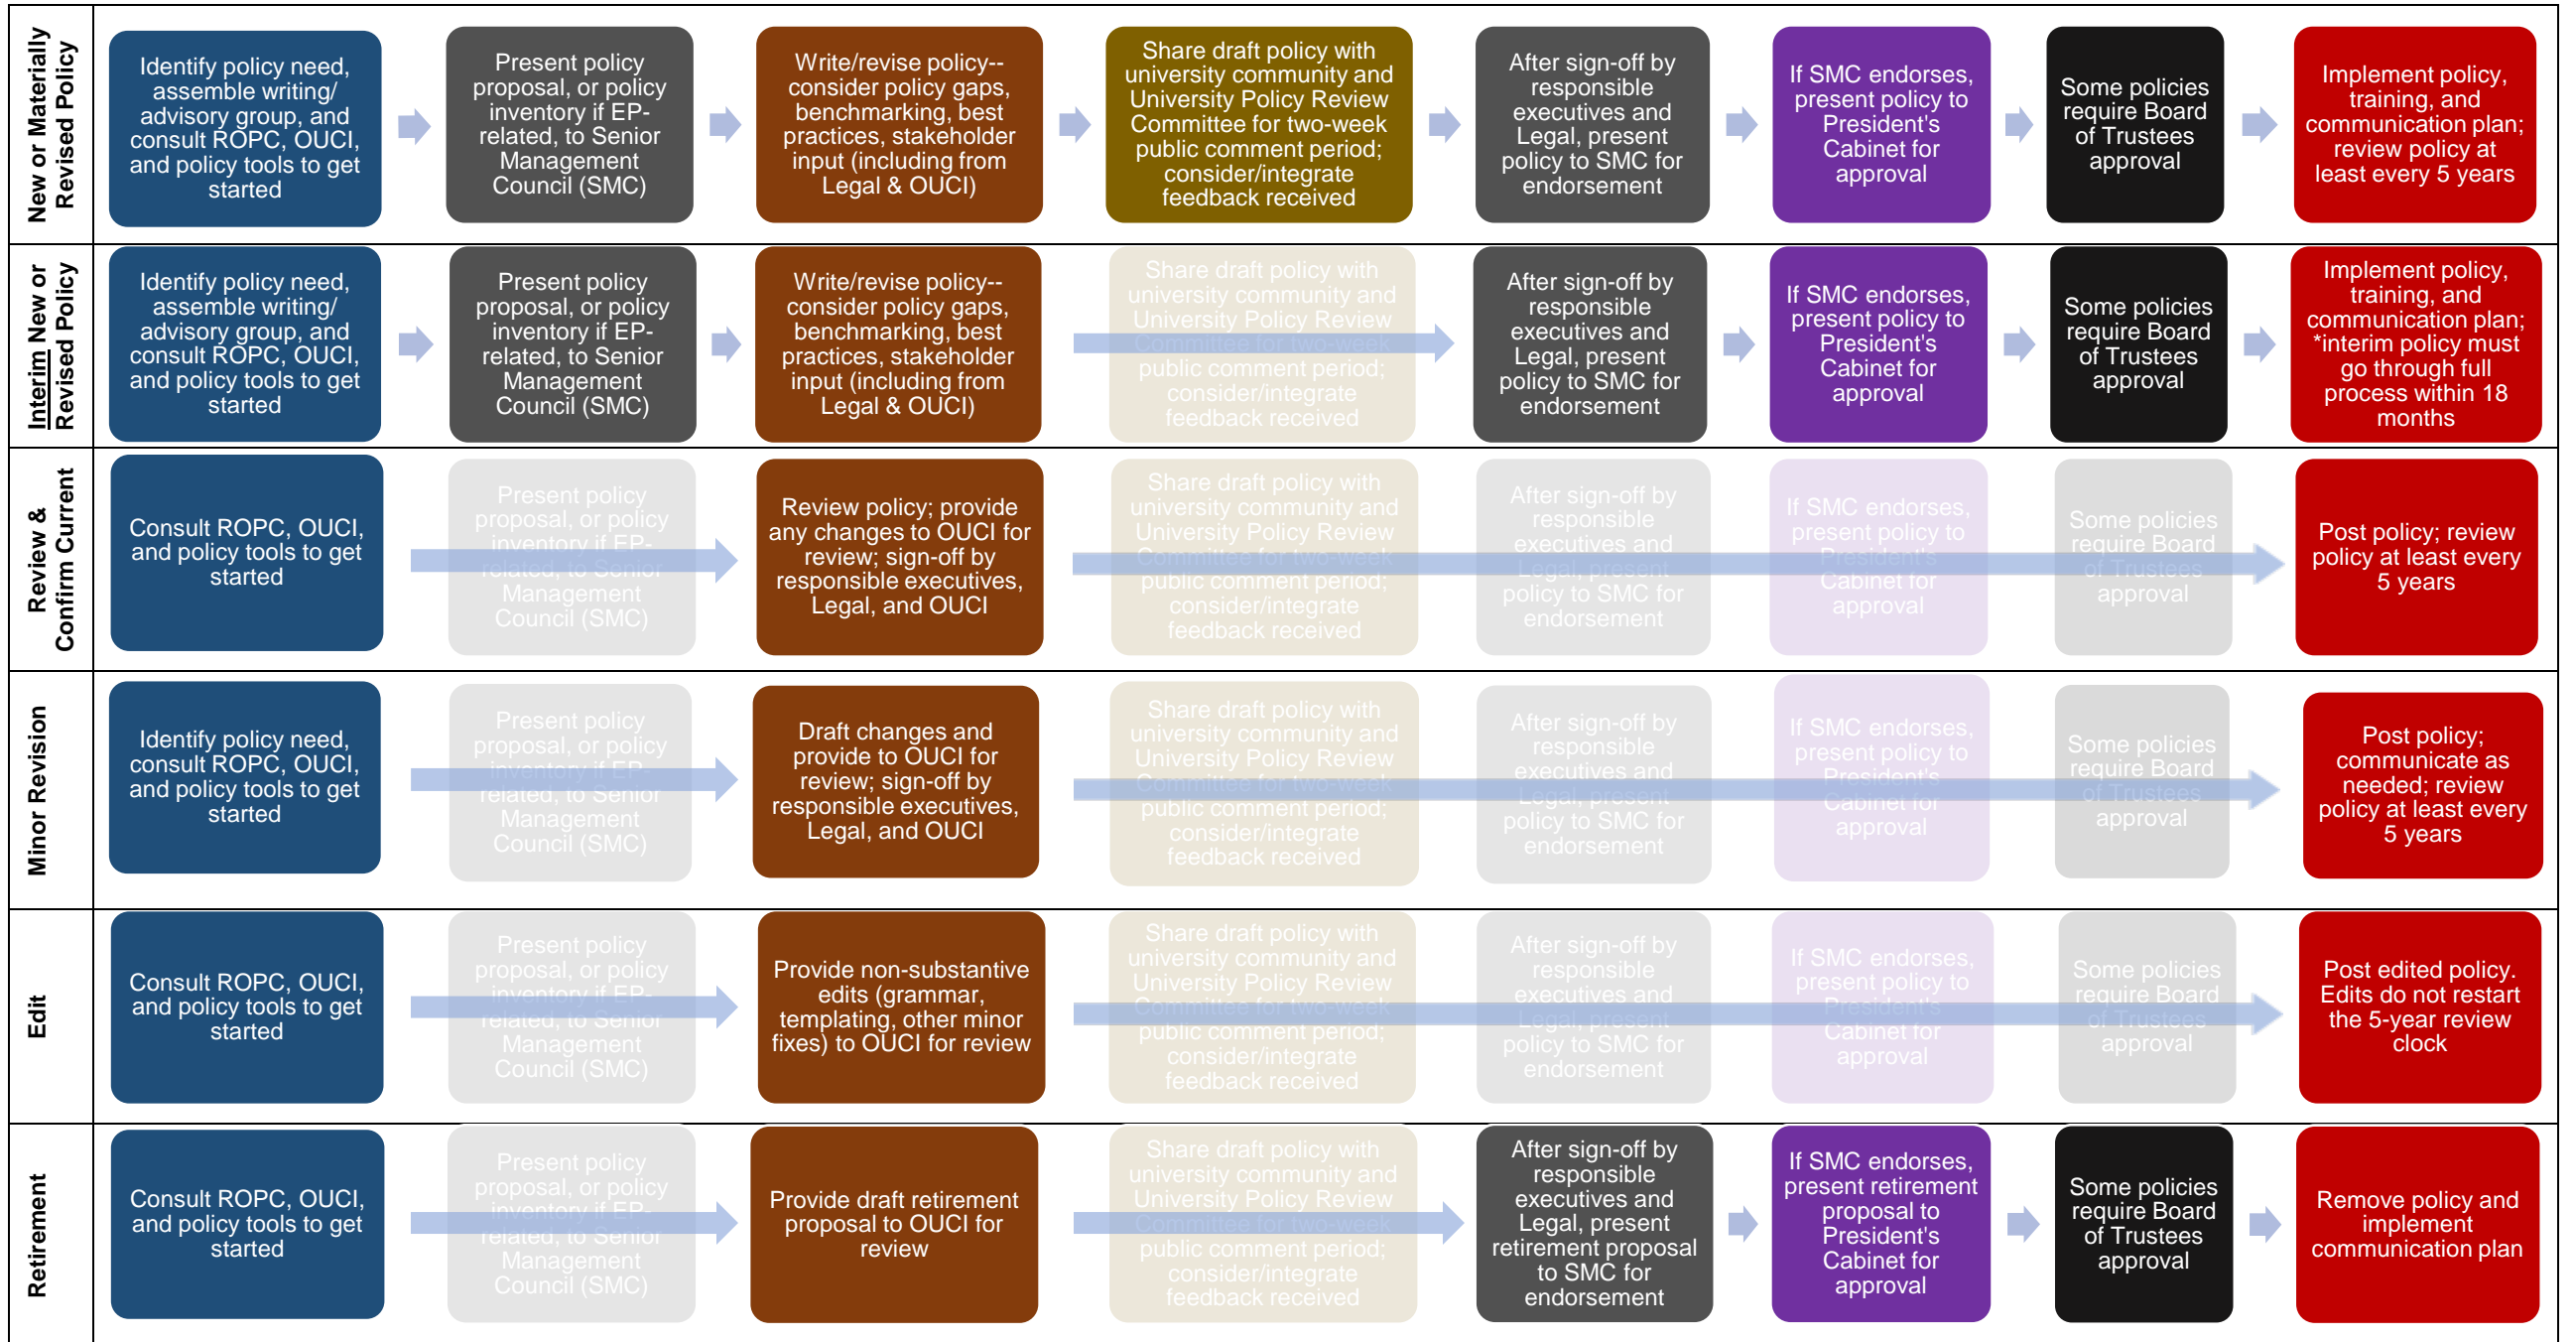 New or Materially
Revised Policy
Identify policy need,
assemble writing/
advisory group, and
consult ROPC, OUCI,
and policy tools to get
started
Present policy
proposal, or policy
inventory if EP-
related, to Senior
Management
Council (SMC)
Write/revise policy--
consider policy gaps,
benchmarking, best
practices, stakeholder
input (including from
Legal & OUCI)
Share draft policy with
university community and
University Policy Review
Committee for two-week
public comment period;
consider/integrate
feedback received
After sign-off by
responsible
executives and
Legal, present
policy to SMC for
endorsement
If SMC endorses,
present policy to
President's
Cabinet for
approval
Some policies
require Board
of Trustees
approval
Implement policy,
training, and
communication plan;
review policy at
least every 5 years
Interim New or
Revised Policy
Identify policy need,
assemble writing/
advisory group, and
consult ROPC, OUCI,
and policy tools to get
started
Present policy
proposal, or policy
inventory if EP-
related, to Senior
Management
Council (SMC)
Write/revise policy--
consider policy gaps,
benchmarking, best
practices, stakeholder
input (including from
Legal & OUCI)
Share draft policy with
university community and
University Policy Review
Committee for two-week
public comment period;
consider/integrate
feedback received
After sign-off by
responsible
executives and
Legal, present
policy to SMC for
endorsement
If SMC endorses,
present policy to
President's
Cabinet for
approval
Some policies
require Board
of Trustees
approval
Implement policy,
training, and
communication plan;
*interim policy must
go through full
process within 18
months
Review &
Confirm Current
Consult ROPC, OUCI,
and policy tools to get
started
Present policy
proposal, or policy
inventory if EP-
related, to Senior
Management
Council (SMC)
Review policy; provide
any changes to OUCI for
review; sign-off by
responsible executives,
Legal, and OUCI
Share draft policy with
university community and
University Policy Review
Committee for two-week
public comment period;
consider/integrate
feedback received
After sign-off by
responsible
executives and
Legal, present
policy to SMC for
endorsement
If SMC endorses,
present policy to
President's
Cabinet for
approval
Some policies
require Board
of Trustees
approval
Post policy; review
policy at least every
5 years
Minor Revision
Identify policy need,
consult ROPC, OUCI,
and policy tools to get
started
Present policy
proposal, or policy
inventory if EP-
related, to Senior
Management
Council (SMC)
Draft changes and
provide to OUCI for
review; sign-off by
responsible executives,
Legal, and OUCI
Share draft policy with
university community and
University Policy Review
Committee for two-week
public comment period;
consider/integrate
feedback received
After sign-off by
responsible
executives and
Legal, present
policy to SMC for
endorsement
If SMC endorses,
present policy to
President's
Cabinet for
approval
Some policies
require Board
of Trustees
approval
Post policy;
communicate as
needed; review
policy at least every
5 years
Edit
Consult ROPC, OUCI,
and policy tools to get
started
Present policy
proposal, or policy
inventory if EP-
related, to Senior
Management
Council (SMC)
Provide non-substantive
edits (grammar,
templating, other minor
fixes) to OUCI for review
Share draft policy with
university community and
University Policy Review
Committee for two-week
public comment period;
consider/integrate
feedback received
After sign-off by
responsible
executives and
Legal, present
policy to SMC for
endorsement
If SMC endorses,
present policy to
President's
Cabinet for
approval
Some policies
require Board
of Trustees
approval
Post edited policy.
Edits do not restart
the 5-year review
clock
Retirement
Consult ROPC, OUCI,
and policy tools to get
started
Present policy
proposal, or policy
inventory if EP-
related, to Senior
Management
Council (SMC)
Provide draft retirement
proposal to OUCI for
review
Share draft policy with
university community and
University Policy Review
Committee for two-week
public comment period;
consider/integrate
feedback received
After sign-off by
responsible
executives and
Legal, present
retirement proposal
to SMC for
endorsement
If SMC endorses,
present retirement
proposal to
President's
Cabinet for
approval
Some policies
require Board
of Trustees
approval
Remove policy and
implement
communication plan